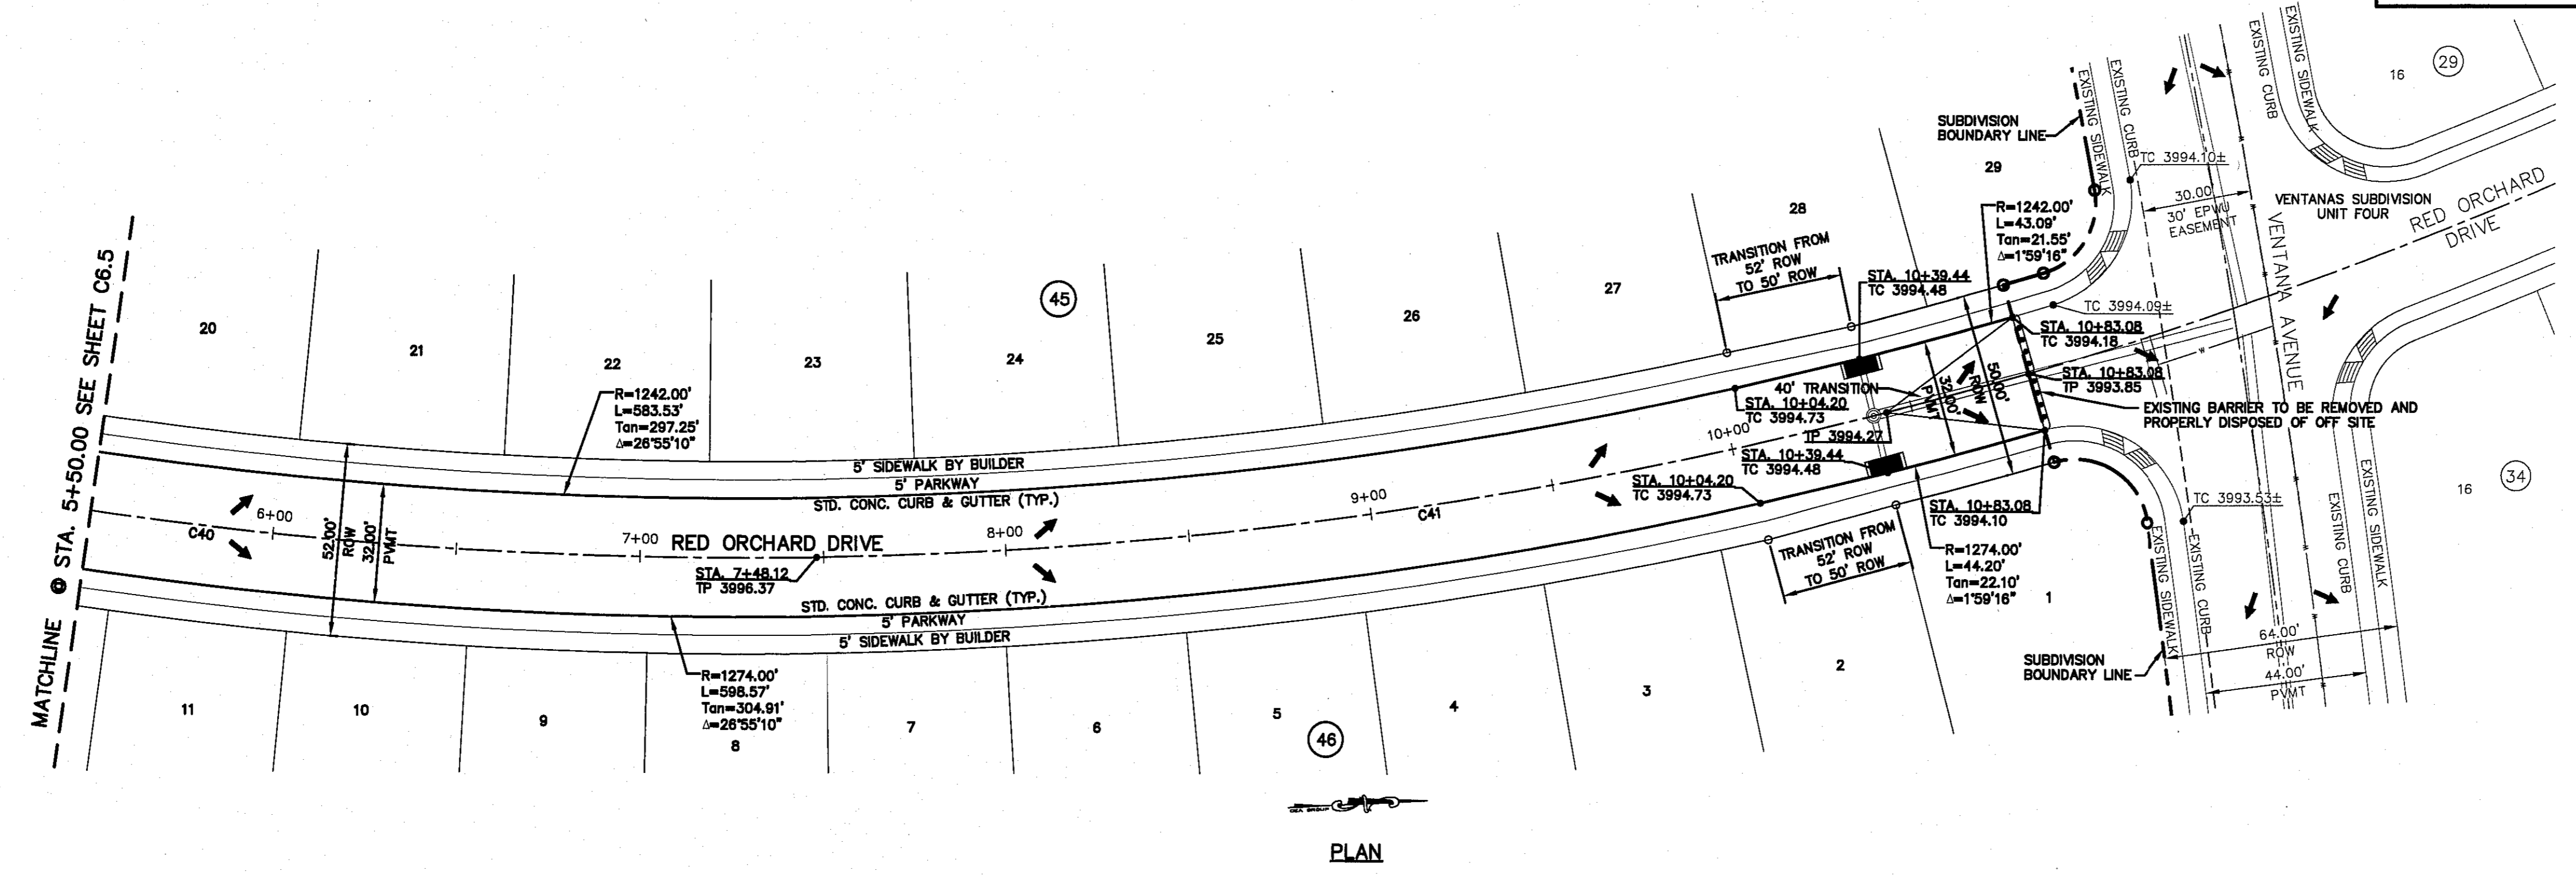 MATCHLINE @ STA. 5+50.00 SEE SHEET C6.5
20
21
22
23
24
25
26
27
28
29
45
R=1242.00'
L=583.53'
Tan=297.25'
Δ=26°55'10"
5' SIDEWALK BY BUILDER
5' PARKWAY
STD. CONC. CURB & GUTTER (TYP.)
C40
6+00
52.00'
ROW
32.00'
PVMT
7+00
RED ORCHARD DRIVE
8+00
STA. 7+48.12
TP 3996.37
9+00
C41
10+00
STD. CONC. CURB & GUTTER (TYP.)
5' PARKWAY
5' SIDEWALK BY BUILDER
R=1274.00'
L=598.57'
Tan=304.91'
Δ=26°55'10"
11
10
9
8
7
6
5
4
3
2
1
46
TRANSITION FROM
52' ROW
TO 50' ROW
STA. 10+39.44
TC 3994.48
R=1242.00'
L=43.09'
Tan=21.55'
Δ=1°59'16"
40' TRANSITION
STA. 10+04.20
TC 3994.73
TP 3994.27
STA. 10+39.44
TC 3994.48
STA. 10+04.20
TC 3994.73
32.00'
PVMT
50.00'
ROW
STA. 10+83.08
TC 3994.18
STA. 10+83.08
TP 3993.85
EXISTING BARRIER TO BE REMOVED AND
PROPERLY DISPOSED OF OFF SITE
STA. 10+83.08
TC 3994.10
R=1274.00'
L=44.20'
Tan=22.10'
Δ=1°59'16"
TRANSITION FROM
52' ROW
TO 50' ROW
SUBDIVISION
BOUNDARY LINE
EXISTING SIDEWALK
EXISTING CURB
TC 3994.10±
30.00'
30' EPWU
EASEMENT
TC 3994.09±
VENTANA AVENUE
EXISTING CURB
EXISTING SIDEWALK
16
29
VENTANAS SUBDIVISION
UNIT FOUR
RED ORCHARD
DRIVE
TC 3993.53±
EXISTING SIDEWALK
EXISTING CURB
EXISTING CURB
EXISTING SIDEWALK
16
34
64.00'
ROW
44.00'
PVMT
SUBDIVISION
BOUNDARY LINE
PLAN